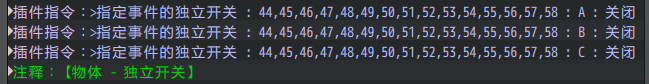 插件指令：>指定事件的独立开关 : 44,45,46,47,48,49,50,51,52,53,54,55,56,57,58 : A : 关闭
插件指令：>指定事件的独立开关 : 44,45,46,47,48,49,50,51,52,53,54,55,56,57,58 : B : 关闭
插件指令：>指定事件的独立开关 : 44,45,46,47,48,49,50,51,52,53,54,55,56,57,58 : C : 关闭
注释：【物体 - 独立开关】